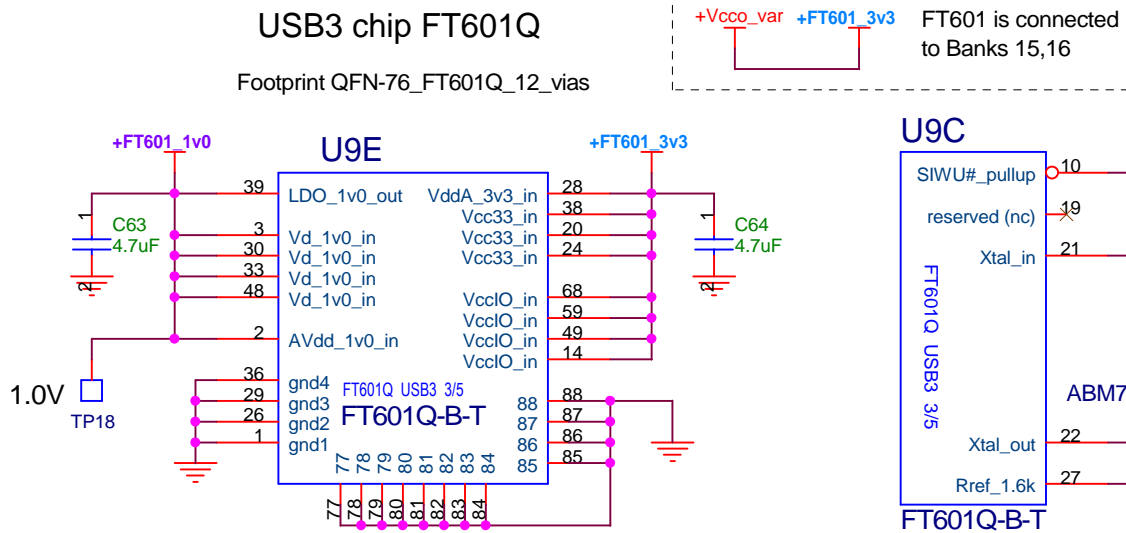 USB3 chip FT601Q
Footprint QFN-76_FT601Q_12_vias
+Vcco_var +FT601_3v3
FT601 is connected
to Banks 15,16
+FT601_1v0
U9E
+FT601_3v3
39 LDO_1v0_out VddA_3v3_in 28
Vcc33_in 38
3 Vd_1v0_in Vcc33_in 20
30 Vd_1v0_in Vcc33_in 24
33 Vd_1v0_in
48 Vd_1v0_in VccIO_in 68
VccIO_in 59
2 AVdd_1v0_in VccIO_in 49
VccIO_in 14
1
C63
4.7uF
2
1
C64
4.7uF
2
1.0V
TP18
36 gnd4
29 gnd3
26 gnd2
1 gnd1
FT601Q USB3 3/5
FT601Q-B-T
88 88
87 87
86 86
85 85
77 78 79 80 81 82 83 84
77 78 79 80 81 82 83 84
U9C
SIWU#_pullup 10
reserved (nc) 19
Xtal_in 21
FT601Q USB3 3/5
ABM7
Xtal_out 22
Rref_1.6k 27
FT601Q-B-T